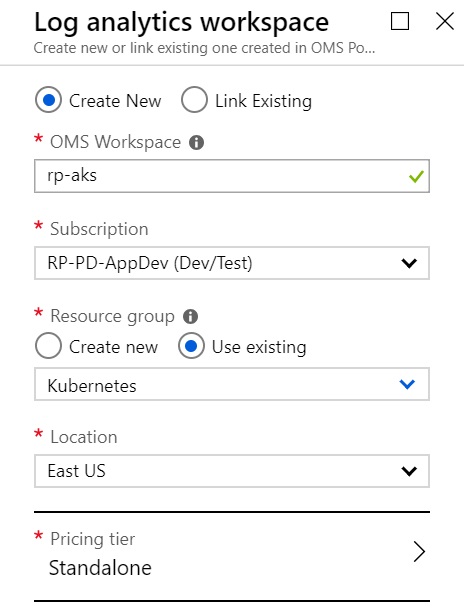 Log analytics workspace
Create new or link existing one created in OMS Po...
Create New Link Existing
* OMS Workspace
rp-aks
* Subscription
RP-PD-AppDev (Dev/Test)
* Resource group
Create new Use existing
Kubernetes
* Location
East US
* Pricing tier
Standalone